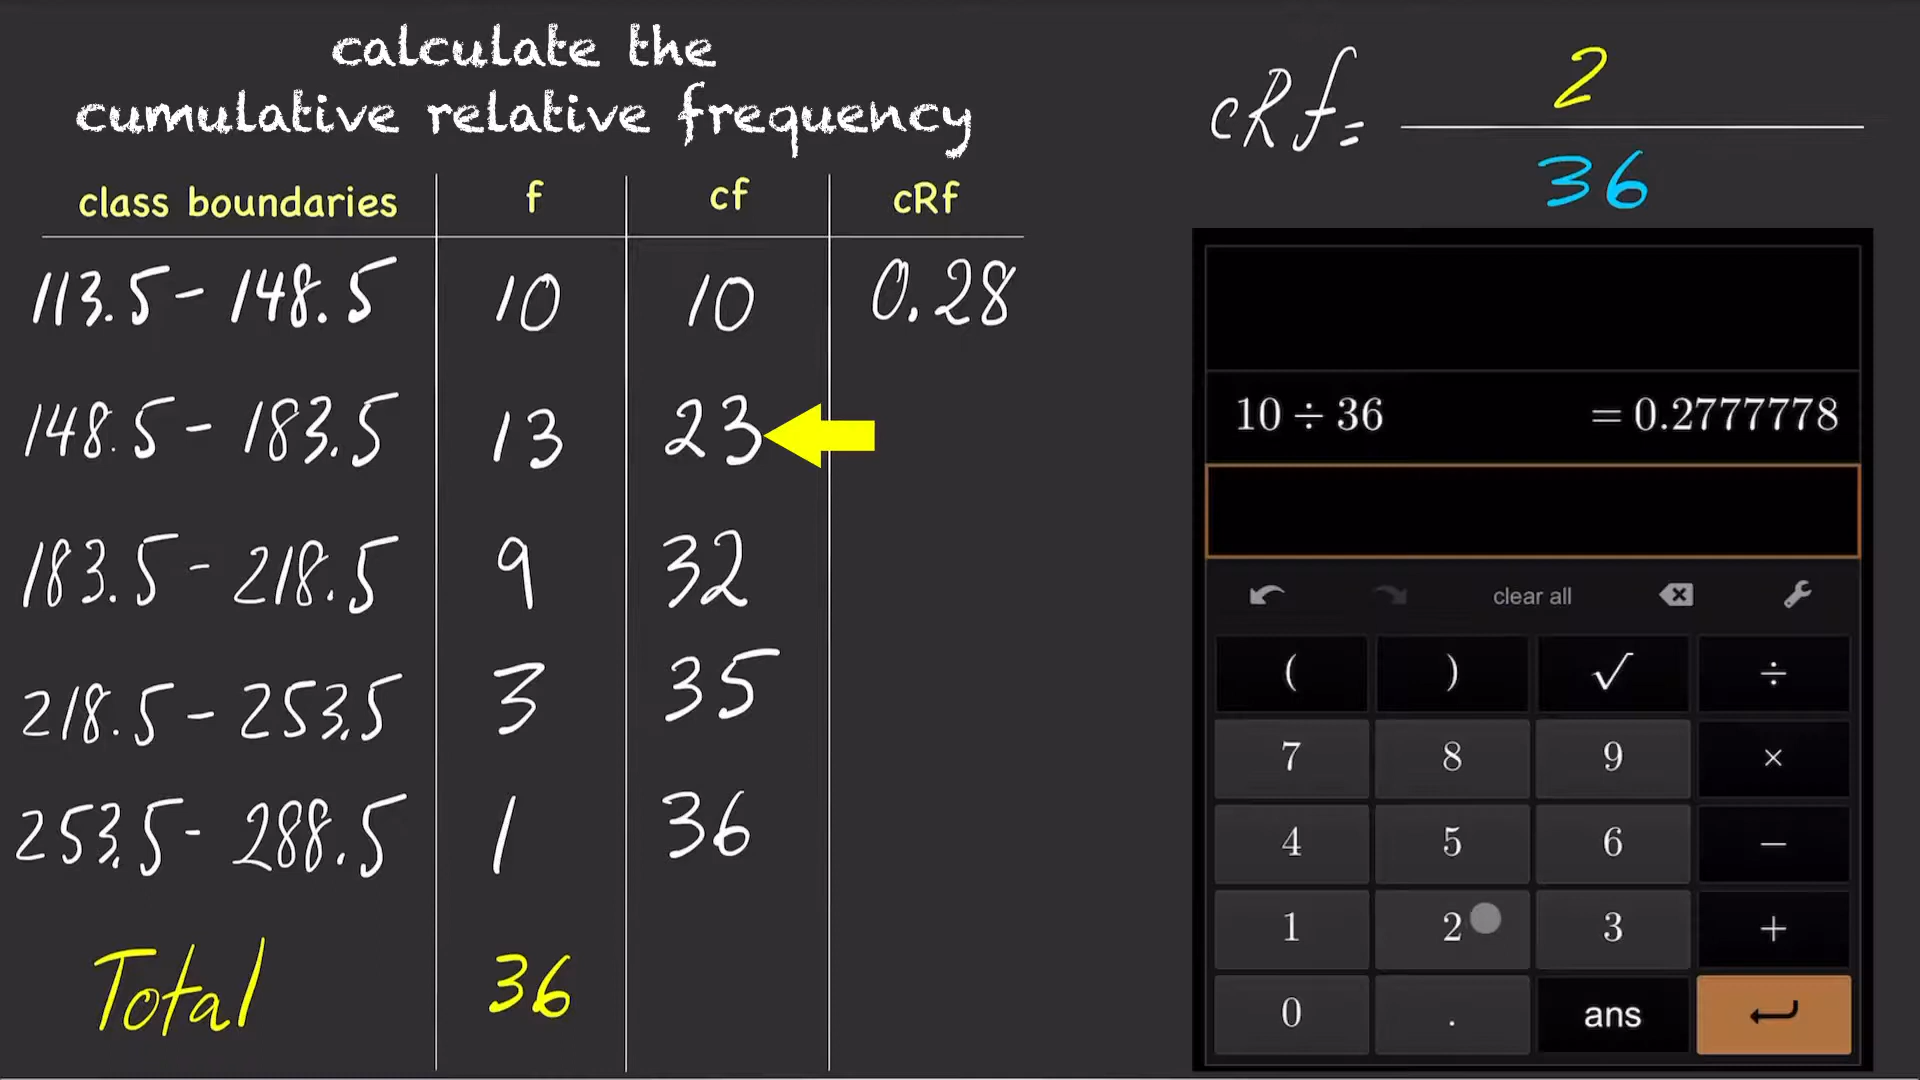 calculate the
cumulative relative frequency
class boundaries f cf cRf
113.5 - 148.5 10 10 0.28
148.5 - 183.5 13 23
183.5 - 218.5 9 32
218.5 - 253.5 3 35
253.5 - 288.5 1 36
Total 36
cRf = 2
36
10 ÷ 36 = 0.2777778
clear all
( ) √ ÷
7 8 9 ×
4 5 6 −
1 2 3 +
0 . ans